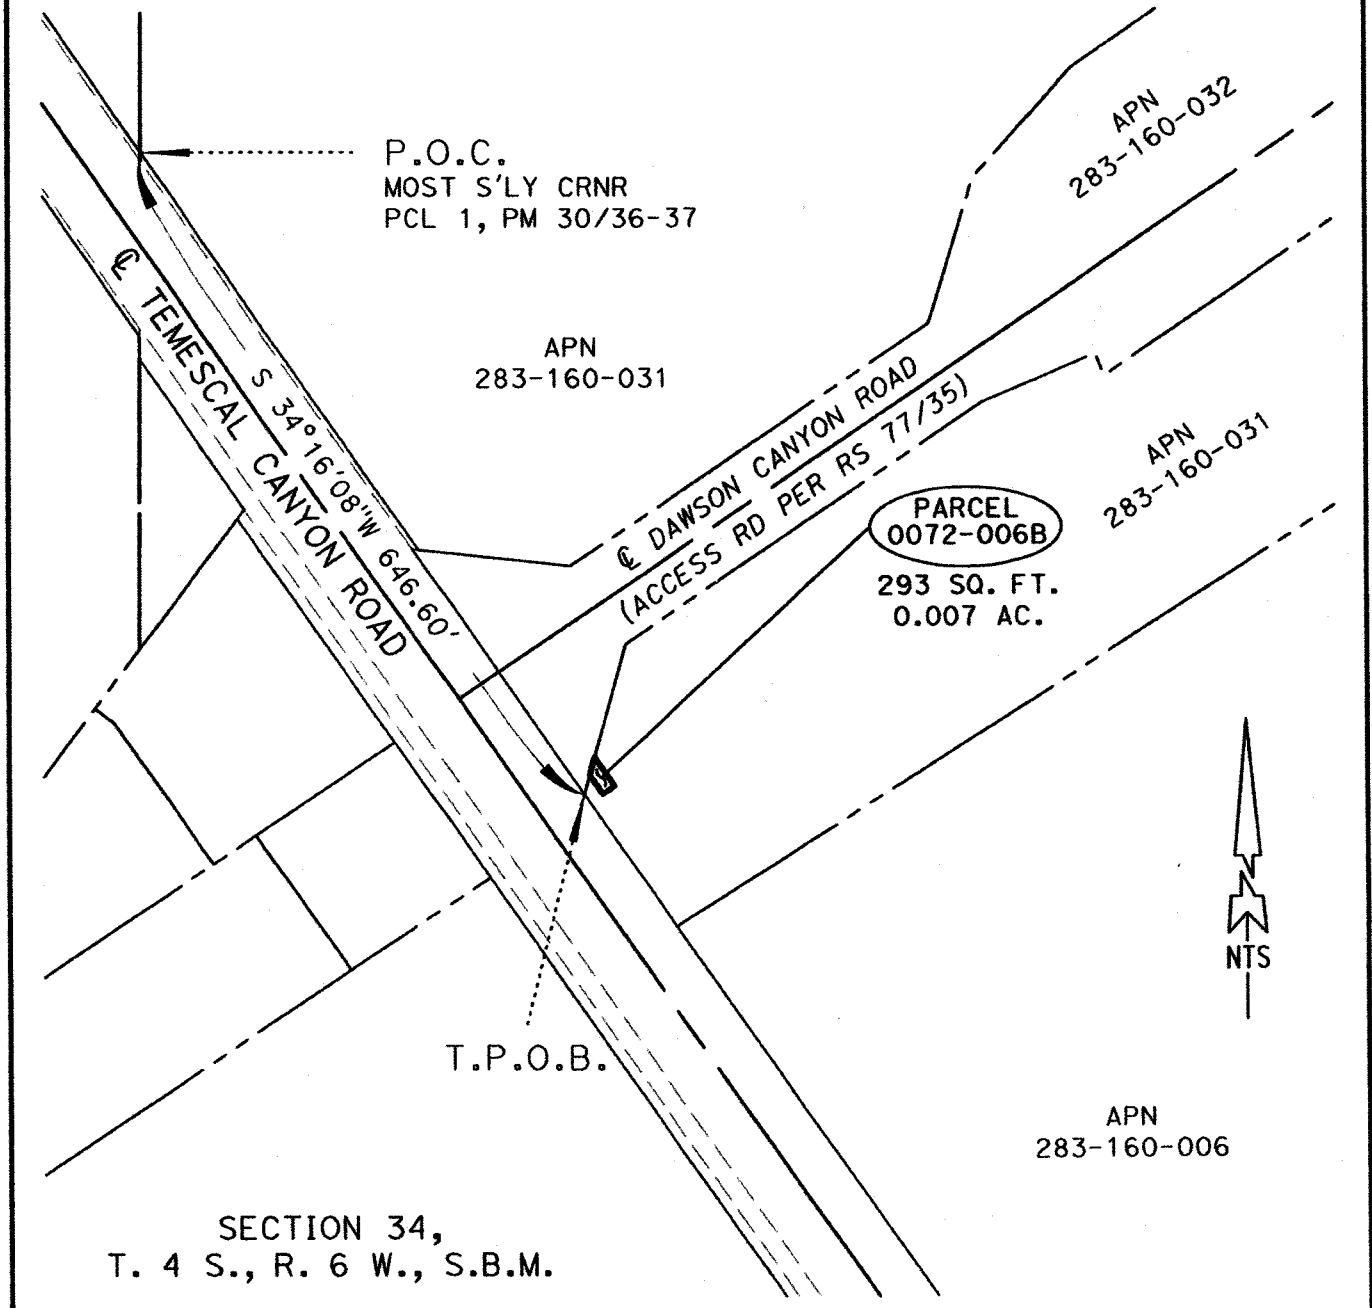 P.O.C.
MOST S'LY CRNR
PCL 1, PM 30/36-37
APN
283-160-032
℄ TEMESCAL CANYON ROAD
S 34°16'08"W 646.60'
APN
283-160-031
℄ DAWSON CANYON ROAD
(ACCESS RD PER RS 77/35)
APN
283-160-031
PARCEL
0072-006B
293 SQ. FT.
0.007 AC.
N
NTS
T.P.O.B.
APN
283-160-006
SECTION 34,
T. 4 S., R. 6 W., S.B.M.